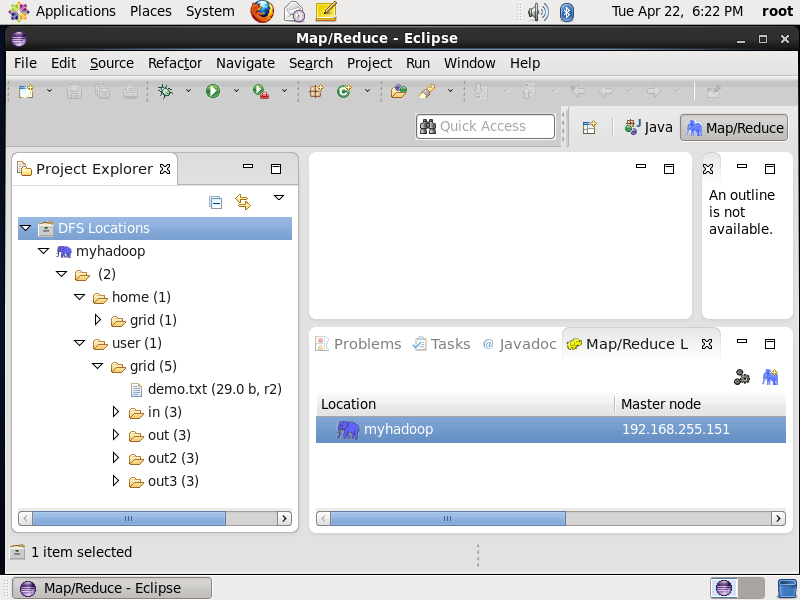 Applications Places System Tue Apr 22, 6:22 PM root
Map/Reduce - Eclipse
File Edit Source Refactor Navigate Search Project Run Window Help
Quick Access Java Map/Reduce
Project Explorer
An outline
is not
available.
DFS Locations
myhadoop
(2)
home (1)
grid (1)
user (1)
grid (5)
demo.txt (29.0 b, r2)
in (3)
out (3)
out2 (3)
out3 (3)
Problems @ Javadoc Tasks Map/Reduce L
Location Master node
myhadoop 192.168.255.151
1 item selected
Map/Reduce - Eclipse